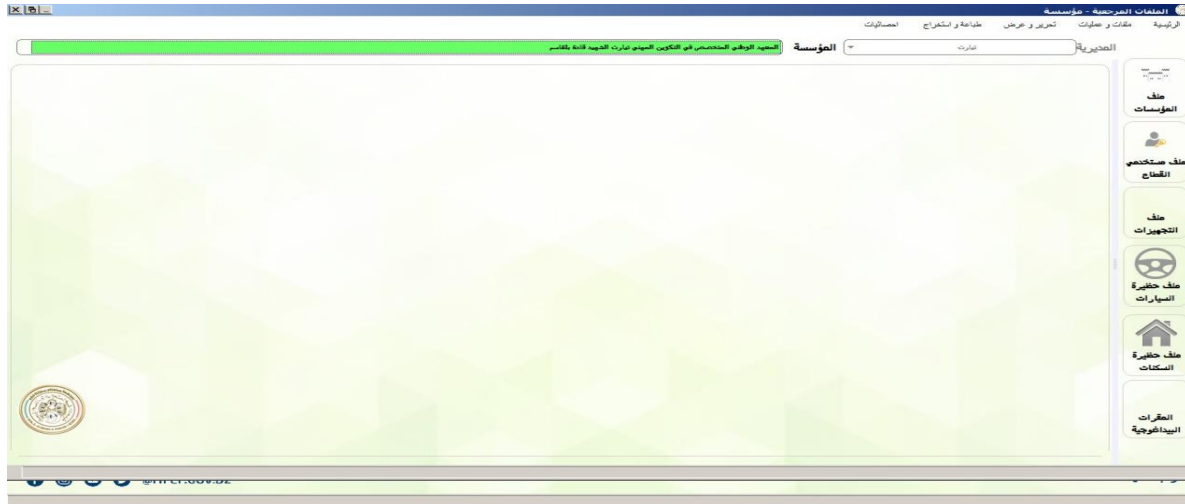 الملفات المرجعية - مؤسسة
الرئيسية ملفات و عمليات تحرير و عرض طباعة و استخراج احصائيات
المديرية تيارت المؤسسة المعهد الوطني المتخصص في التكوين المهني تيارت الشهيد قادة بلقاسم
ملف
المؤسسات
ملف مستخدمي
القطاع
ملف
التجهيزات
ملف حظيرة
السيارات
ملف حظيرة
السكنات
المقرات
البيداغوجية